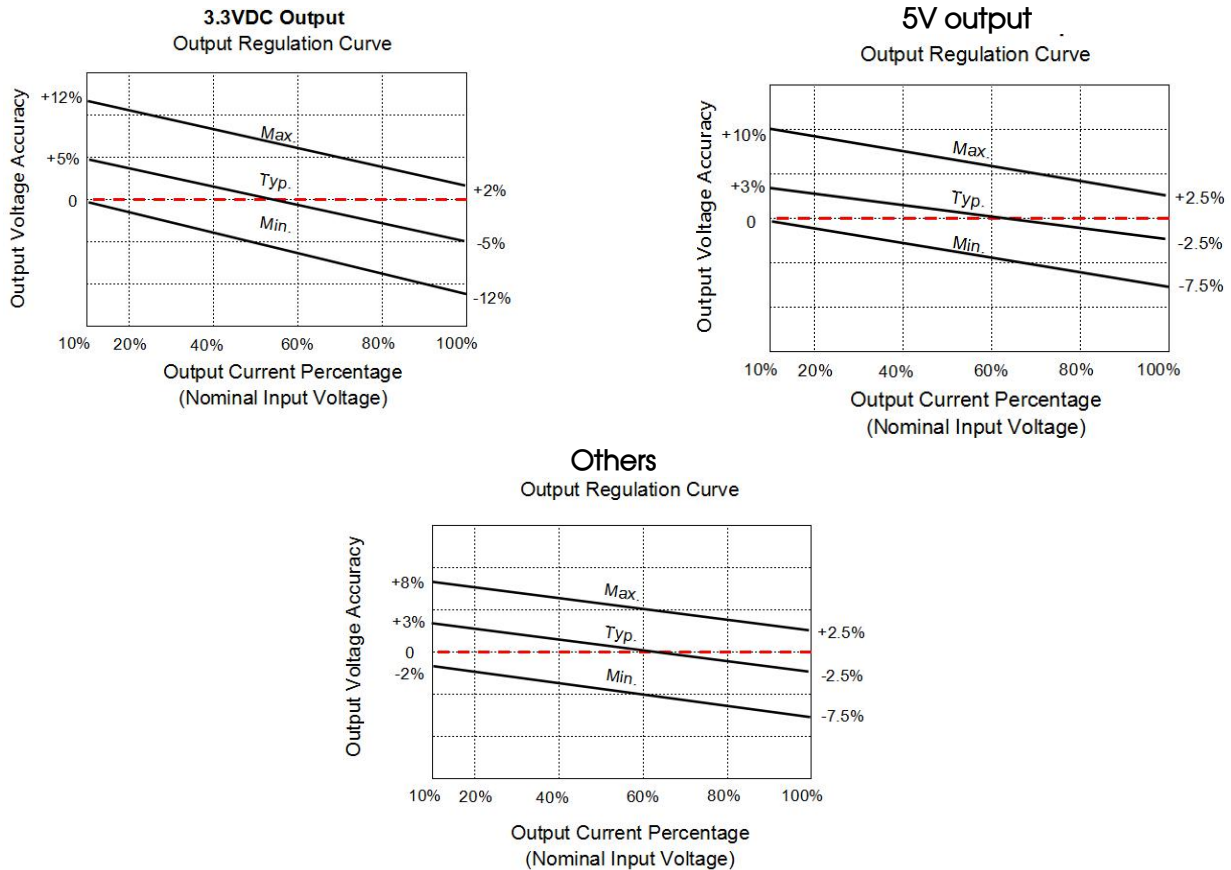 3.3VDC Output
Output Regulation Curve
Output Voltage Accuracy
+12%
+5%
0
Max.
Typ.
Min.
+2%
-5%
-12%
10% 20% 40% 60% 80% 100%
Output Current Percentage
(Nominal Input Voltage)
5V output
Output Regulation Curve
Output Voltage Accuracy
+10%
+3%
0
Max.
Typ.
Min.
+2.5%
-2.5%
-7.5%
10% 20% 40% 60% 80% 100%
Output Current Percentage
(Nominal Input Voltage)
Others
Output Regulation Curve
Output Voltage Accuracy
+8%
+3%
0
-2%
Max.
Typ.
Min.
+2.5%
-2.5%
-7.5%
10% 20% 40% 60% 80% 100%
Output Current Percentage
(Nominal Input Voltage)